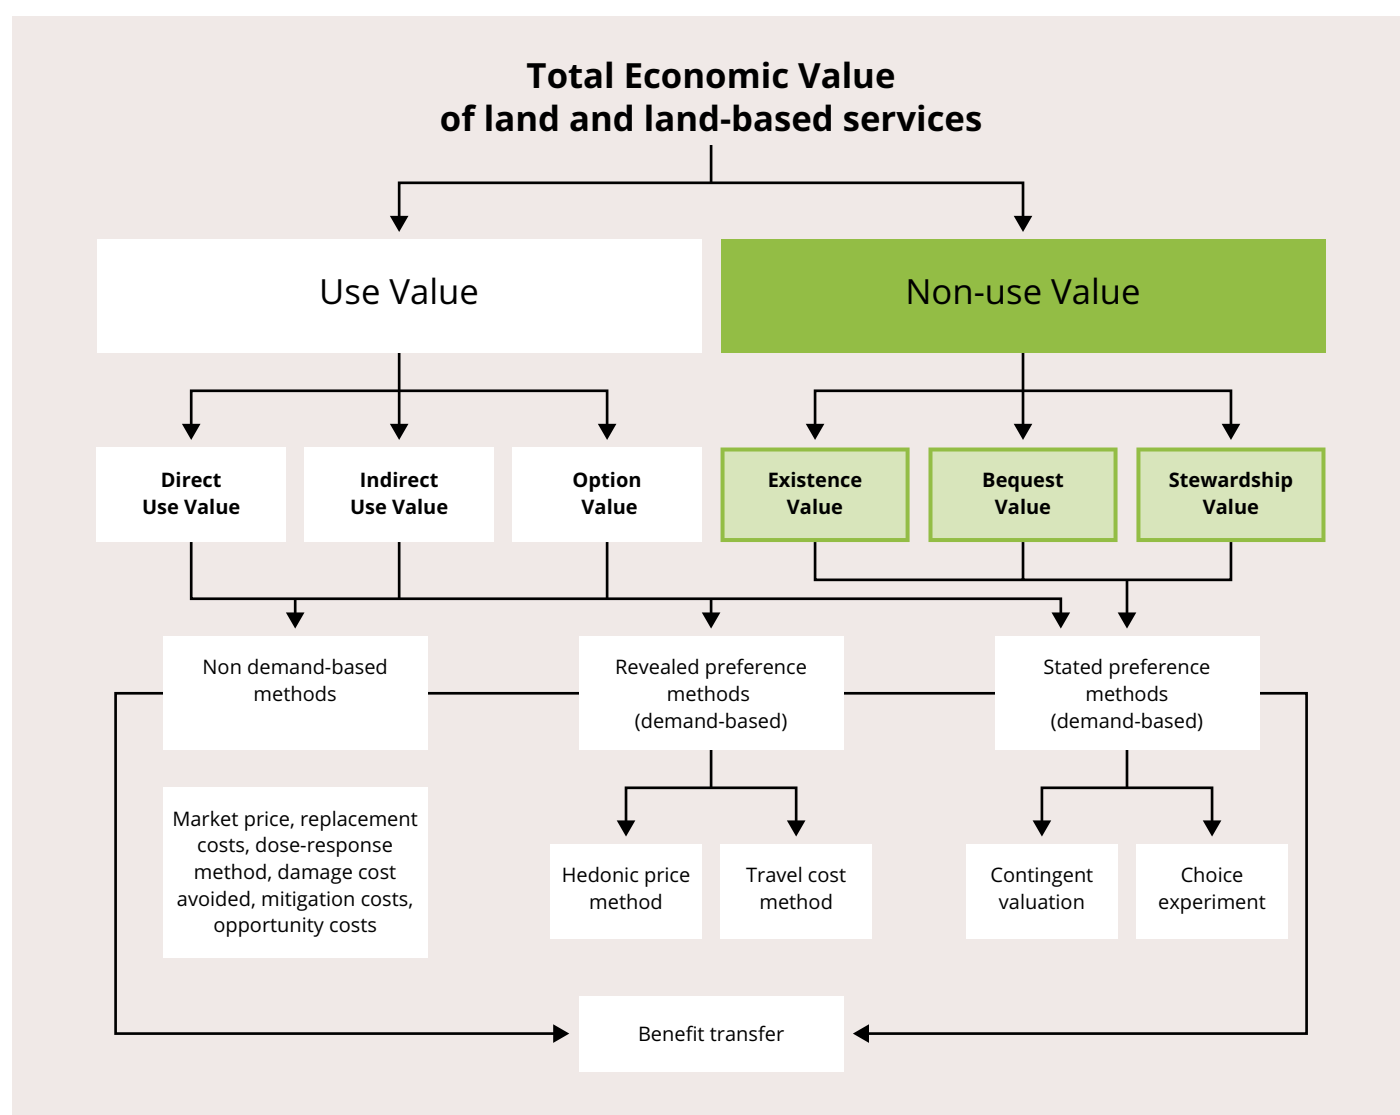 Total Economic Value
of land and land-based services
Use Value
Non-use Value
Direct
Use Value
Indirect
Use Value
Option
Value
Existence
Value
Bequest
Value
Stewardship
Value
Non demand-based
methods
Revealed preference
methods
(demand-based)
Stated preference
methods
(demand-based)
Market price, replacement
costs, dose-response
method, damage cost
avoided, mitigation costs,
opportunity costs
Hedonic price
method
Travel cost
method
Contingent
valuation
Choice
experiment
Benefit transfer